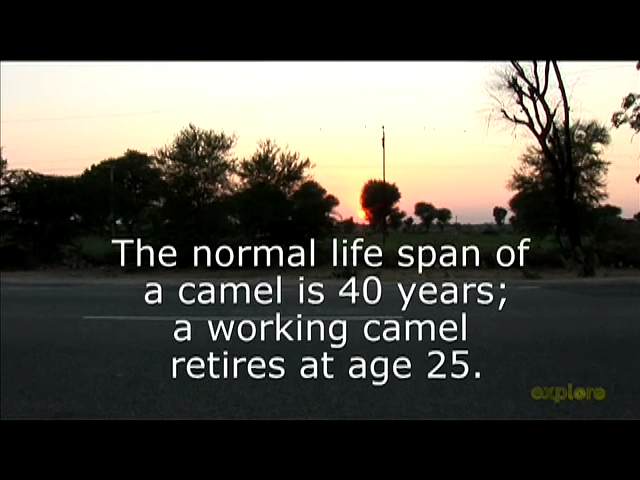 The normal life span of
a camel is 40 years;
a working camel
retires at age 25.
explore